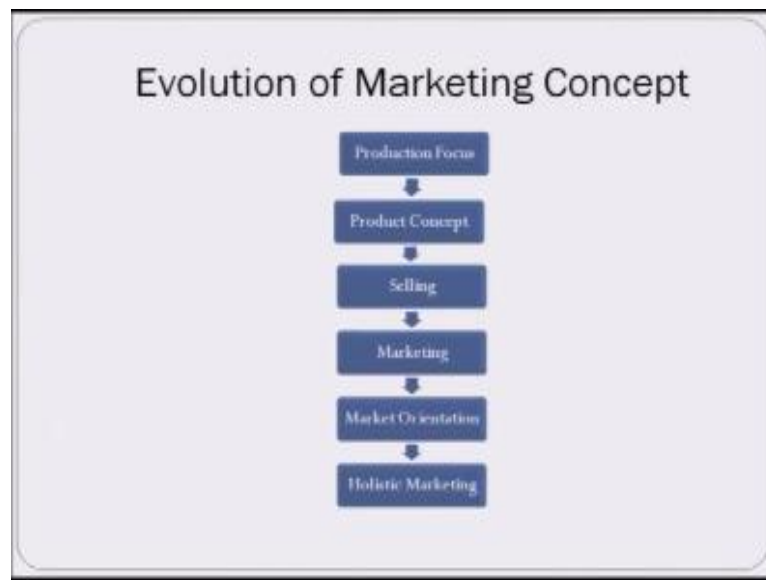 Evolution of Marketing Concept
Production Focus
Product Concept
Selling
Marketing
Market Orientation
Holistic Marketing